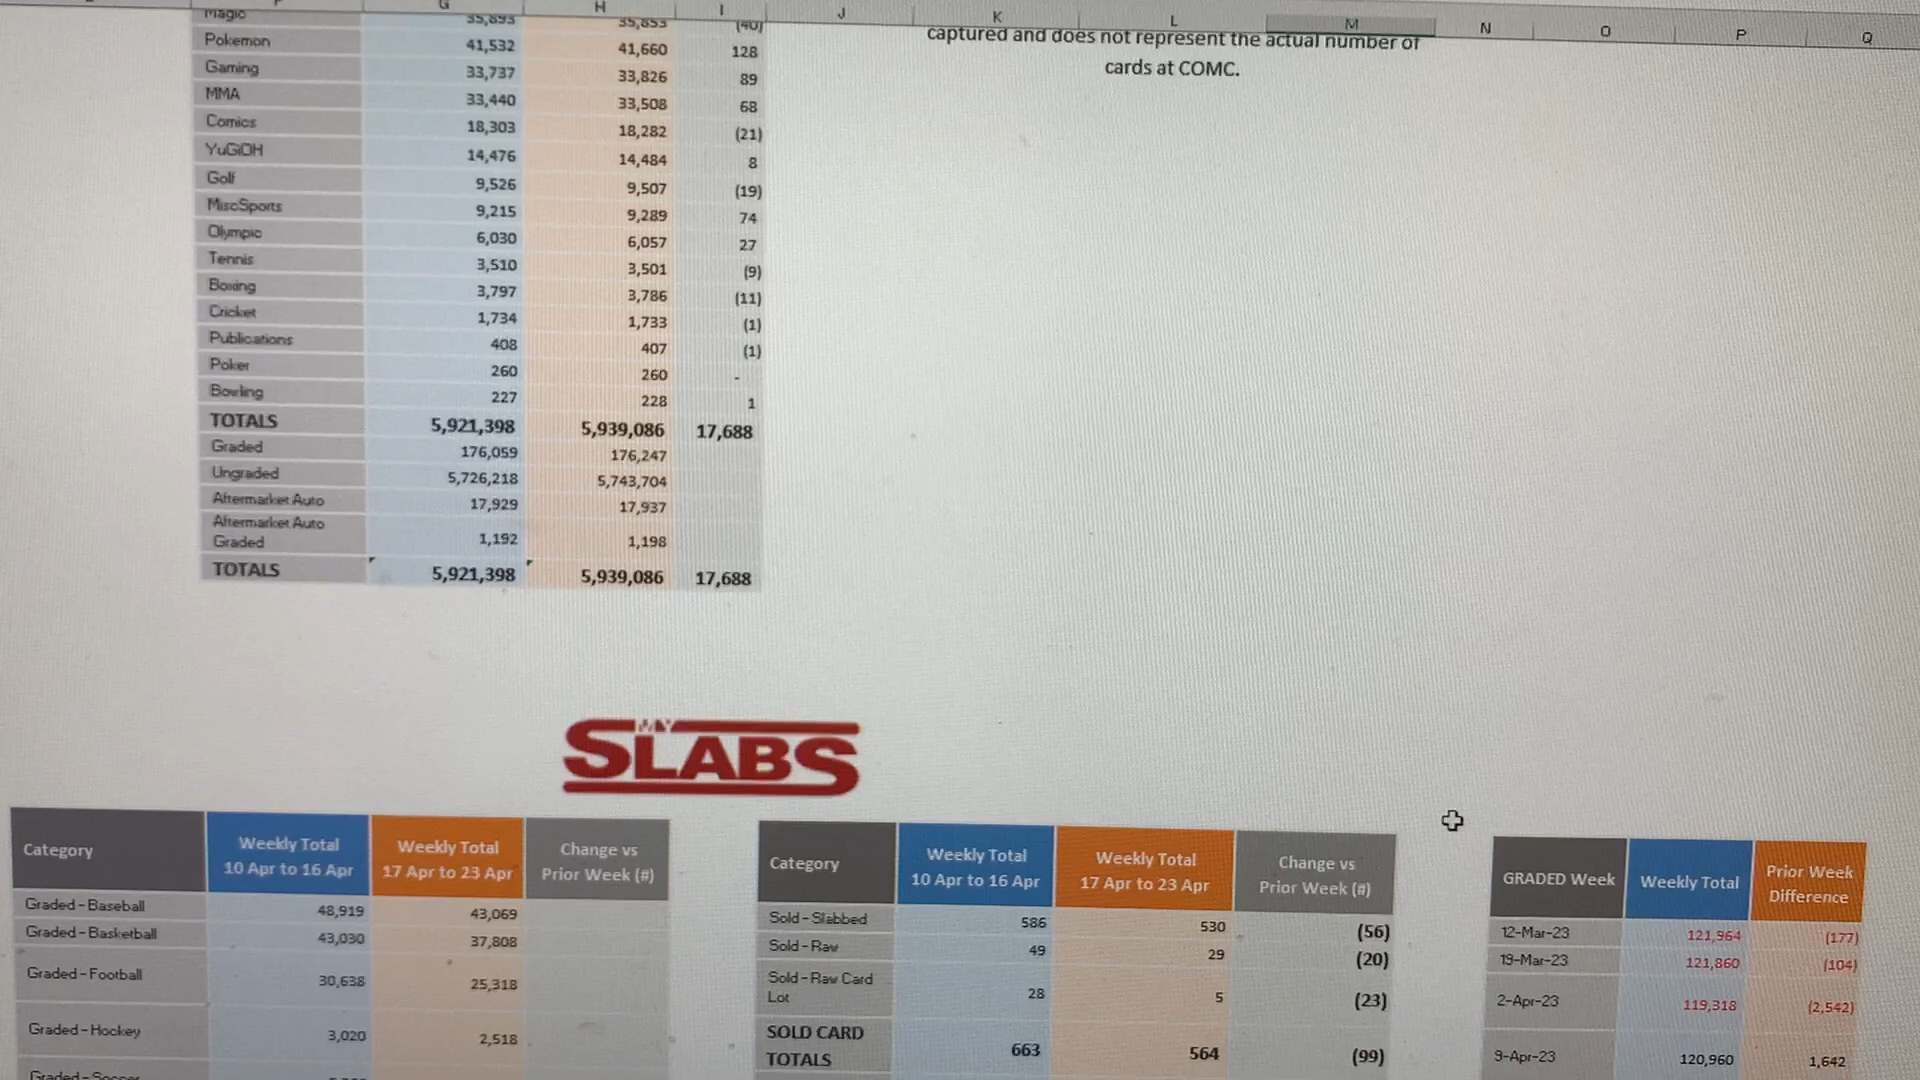 G H I J K L M N O P Q
Magic 35,893 35,853 (40)
captured and does not represent the actual number of
cards at COMC.
Pokemon 41,532 41,660 128
Gaming 33,737 33,826 89
MMA 33,440 33,508 68
Comics 18,303 18,282 (21)
YuGiOH 14,476 14,484 8
Golf 9,526 9,507 (19)
MiscSports 9,215 9,289 74
Olympic 6,030 6,057 27
Tennis 3,510 3,501 (9)
Boxing 3,797 3,786 (11)
Cricket 1,734 1,733 (1)
Publications 408 407 (1)
Poker 260 260 -
Bowling 227 228 1
TOTALS 5,921,398 5,939,086 17,688
Graded 176,059 176,247
Ungraded 5,726,218 5,743,704
Aftermarket Auto 17,929 17,937
Aftermarket Auto
Graded 1,192 1,198
TOTALS 5,921,398 5,939,086 17,688
MY
SLABS
Category Weekly Total
10 Apr to 16 Apr Weekly Total
17 Apr to 23 Apr Change vs
Prior Week (#)
Graded - Baseball 48,919 43,069
Graded - Basketball 43,030 37,808
Graded - Football 30,638 25,318
Graded - Hockey 3,020 2,518
Graded - Soccer
Category Weekly Total
10 Apr to 16 Apr Weekly Total
17 Apr to 23 Apr Change vs
Prior Week (#)
Sold - Slabbed 586 530 (56)
Sold - Raw 49 29 (20)
Sold - Raw Card
Lot 28 5 (23)
SOLD CARD
TOTALS 663 564 (99)
GRADED Week Weekly Total Prior Week
Difference
12-Mar-23 121,964 (177)
19-Mar-23 121,860 (104)
2-Apr-23 119,318 (2,542)
9-Apr-23 120,960 1,642